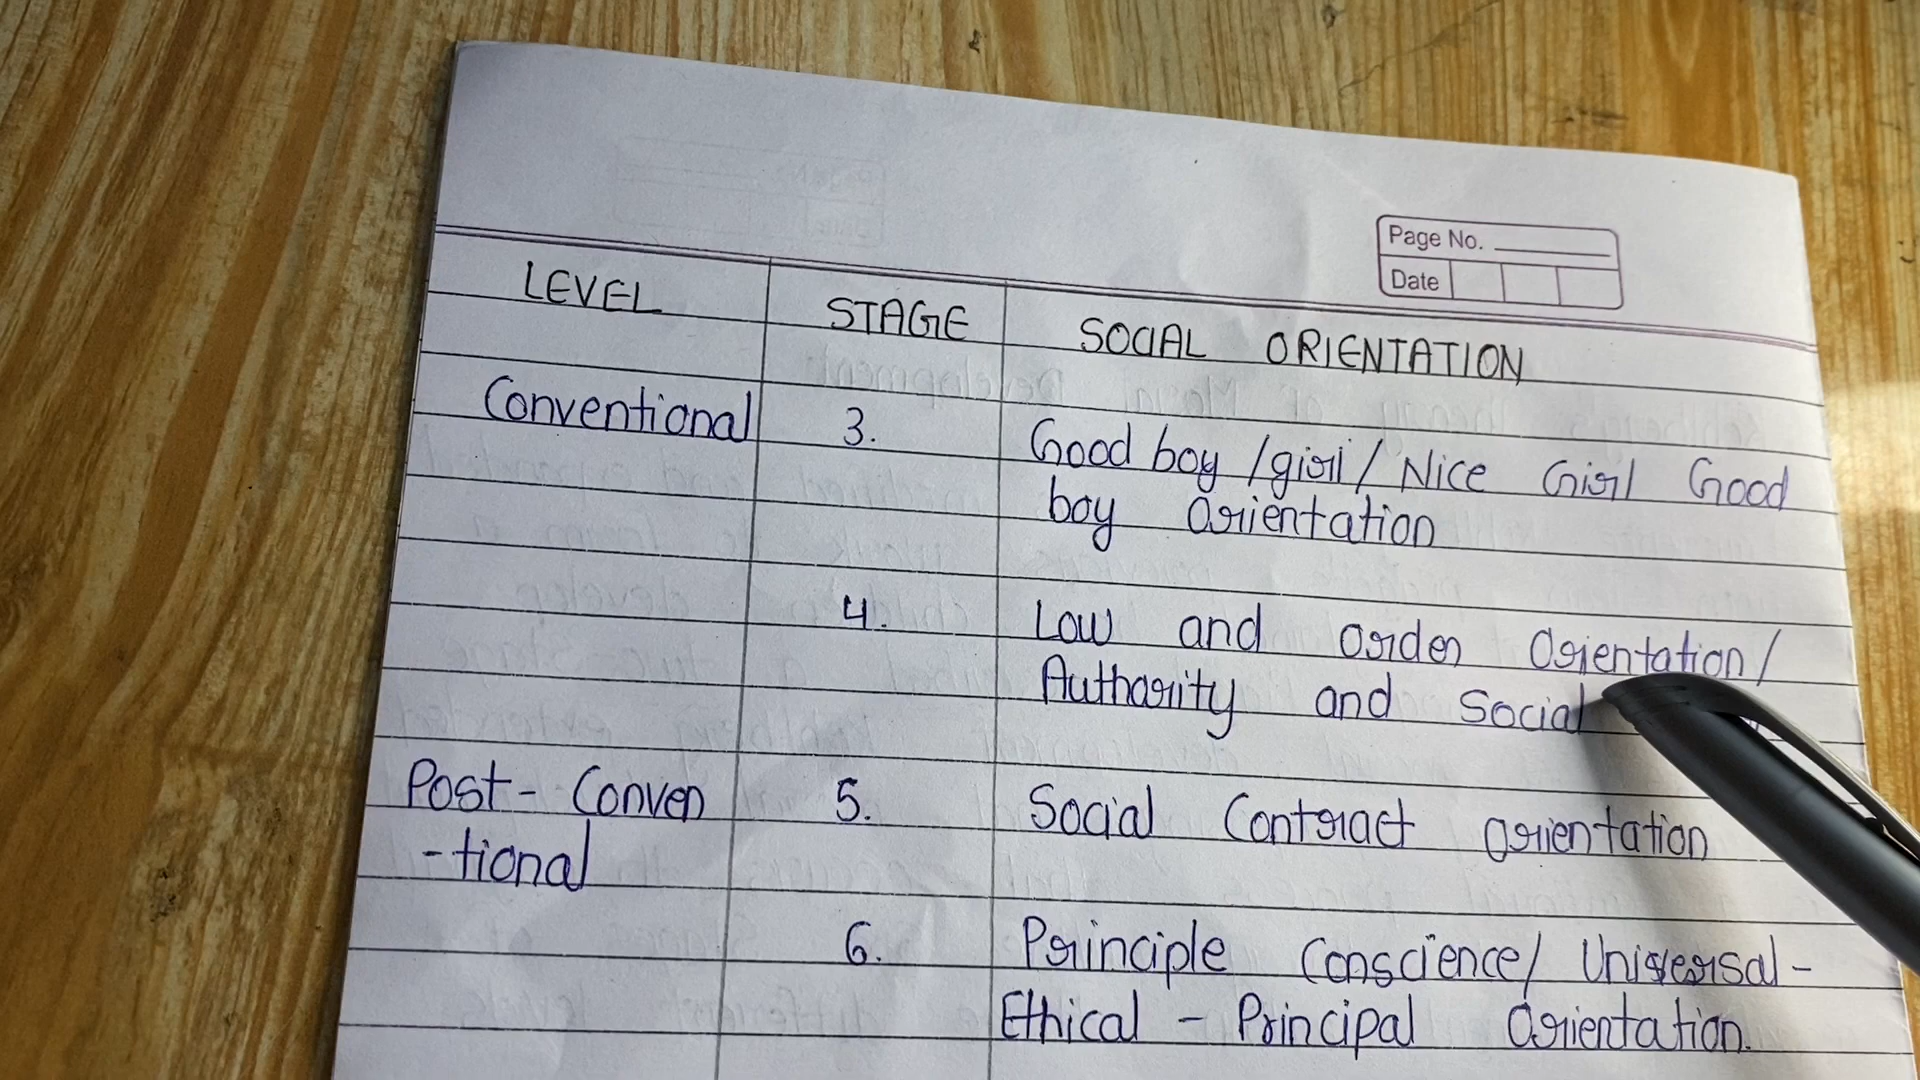 Page No.
Date
LEVEL STAGE SOCIAL ORIENTATION
Conventional 3. Good boy /girl/ Nice Girl Good
boy Orientation
4. Low and order Orientation/
Authority and Social
Post- Conven 5. Social Contract orientation
-tional
6. Principle Conscience/ Universal-
Ethical - Principal Orientation.